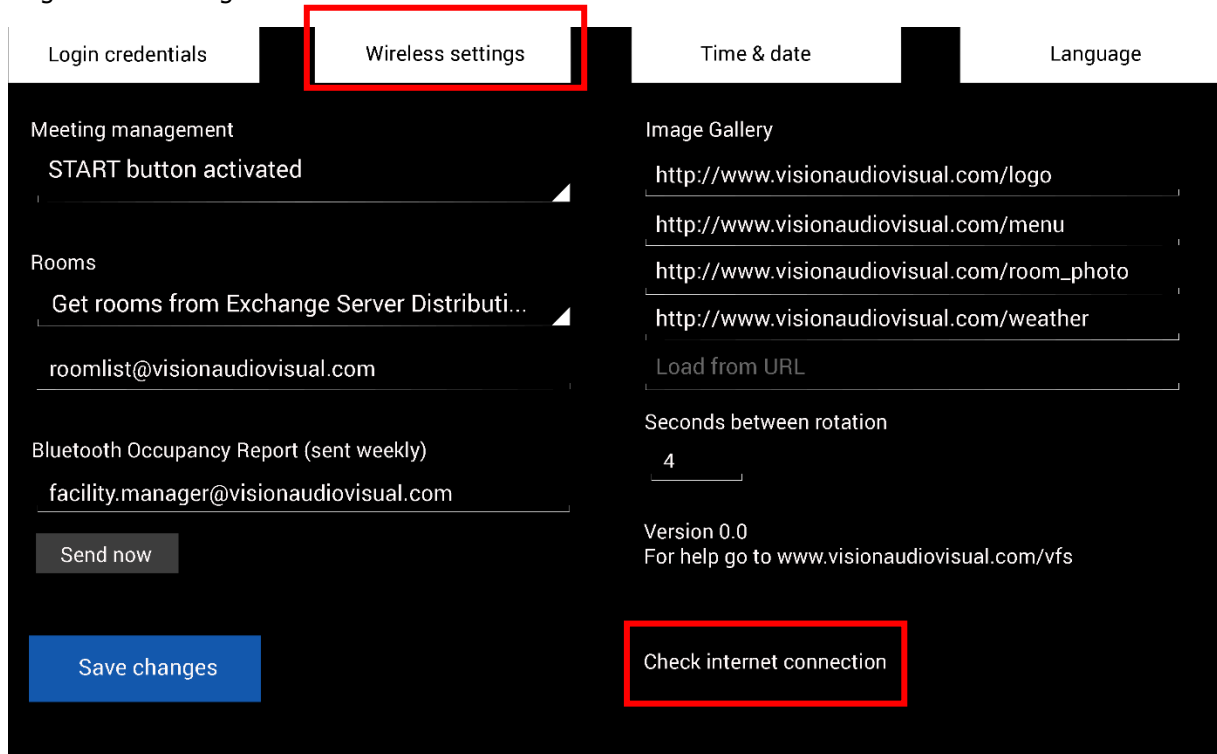 Login credentials
Wireless settings
Time & date
Language
Meeting management
START button activated
Rooms
Get rooms from Exchange Server Distributi...
roomlist@visionaudiovisual.com
Bluetooth Occupancy Report (sent weekly)
facility.manager@visionaudiovisual.com
Send now
Save changes
Image Gallery
http://www.visionaudiovisual.com/logo
http://www.visionaudiovisual.com/menu
http://www.visionaudiovisual.com/room_photo
http://www.visionaudiovisual.com/weather
Load from URL
Seconds between rotation
4
Version 0.0
For help go to www.visionaudiovisual.com/vfs
Check internet connection